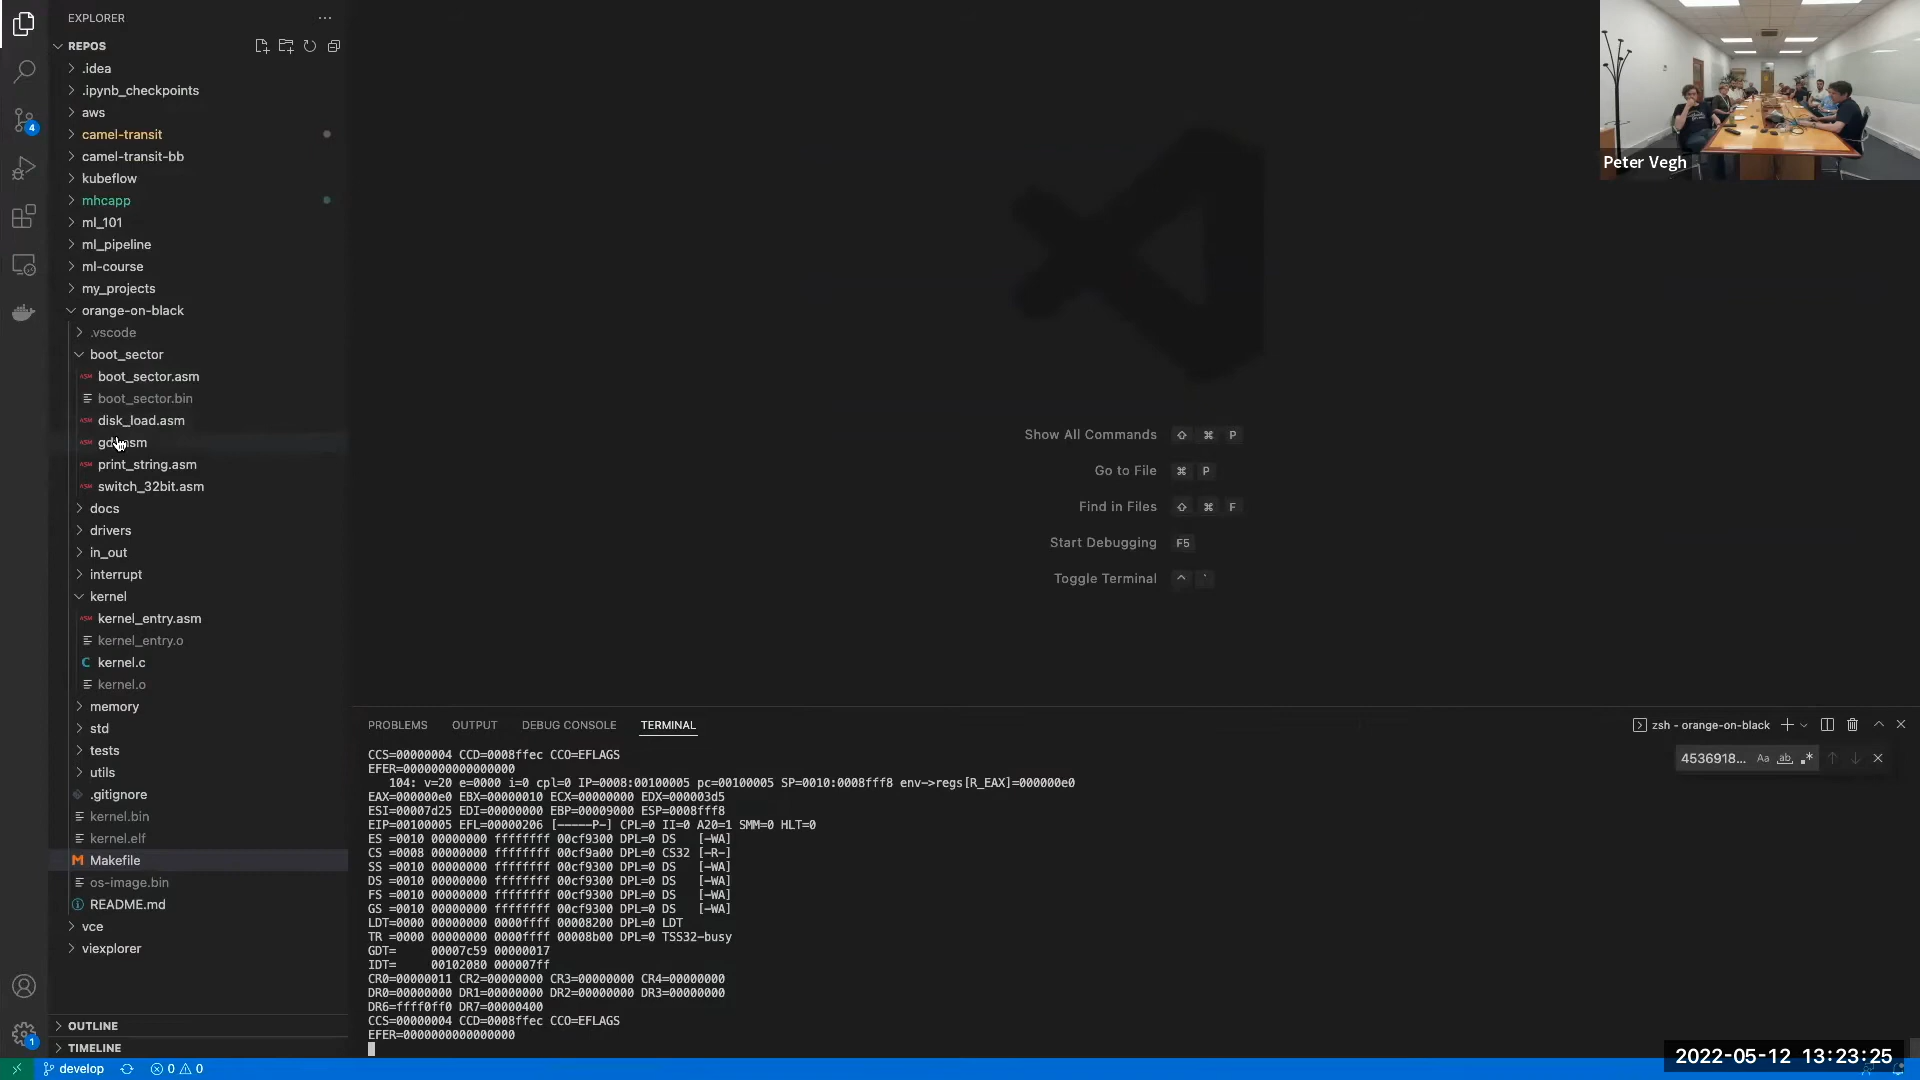 EXPLORER
REPOS
.idea
.ipynb_checkpoints
aws
camel-transit
camel-transit-bb
kubeflow
mhcapp
ml_101
ml_pipeline
ml-course
my_projects
orange-on-black
.vscode
boot_sector
boot_sector.asm
boot_sector.bin
disk_load.asm
print_string.asm
switch_32bit.asm
docs
drivers
in_out
interrupt
kernel
kernel_entry.asm
kernel_entry.o
kernel.c
kernel.o
memory
std
tests
utils
.gitignore
kernel.bin
kernel.elf
Makefile
os-image.bin
README.md
vce
viexplorer
OUTLINE
TIMELINE
4
1
develop
0 0
Show All Commands ⇧ ⌘ P
Go to File ⌘ P
Find in Files ⇧ ⌘ F
Start Debugging F5
Toggle Terminal ^ `
PROBLEMS OUTPUT DEBUG CONSOLE TERMINAL
zsh - orange-on-black
4536918... Aa ab .*
CCS=00000004 CCD=0008ffec CCO=EFLAGS
EFER=0000000000000000
104: v=20 e=0000 i=0 cpl=0 IP=0008:00100005 pc=00100005 SP=0010:0008fff8 env->regs[R_EAX]=000000e0
EAX=000000e0 EBX=00000010 ECX=00000000 EDX=000003d5
ESI=00007d25 EDI=00000000 EBP=00009000 ESP=0008fff8
EIP=00100005 EFL=00000206 [-----P-] CPL=0 II=0 A20=1 SMM=0 HLT=0
ES =0010 00000000 ffffffff 00cf9300 DPL=0 DS [-WA]
CS =0008 00000000 ffffffff 00cf9a00 DPL=0 CS32 [-R-]
SS =0010 00000000 ffffffff 00cf9300 DPL=0 DS [-WA]
DS =0010 00000000 ffffffff 00cf9300 DPL=0 DS [-WA]
FS =0010 00000000 ffffffff 00cf9300 DPL=0 DS [-WA]
GS =0010 00000000 ffffffff 00cf9300 DPL=0 DS [-WA]
LDT=0000 00000000 0000ffff 00008200 DPL=0 LDT
TR =0000 00000000 0000ffff 00008b00 DPL=0 TSS32-busy
GDT= 00007c59 00000017
IDT= 00102080 000007ff
CR0=00000011 CR2=00000000 CR3=00000000 CR4=00000000
DR0=00000000 DR1=00000000 DR2=00000000 DR3=00000000
DR6=ffff0ff0 DR7=00000400
CCS=00000004 CCD=0008ffec CCO=EFLAGS
EFER=0000000000000000
Peter Vegh
2022-05-12 13:23:25